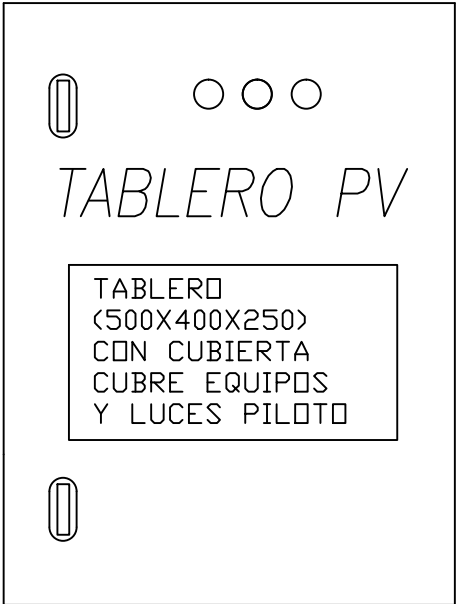 TABLERO PV
TABLERO
(500X400X250)
CON CUBIERTA
CUBRE EQUIPOS
Y LUCES PILOTO